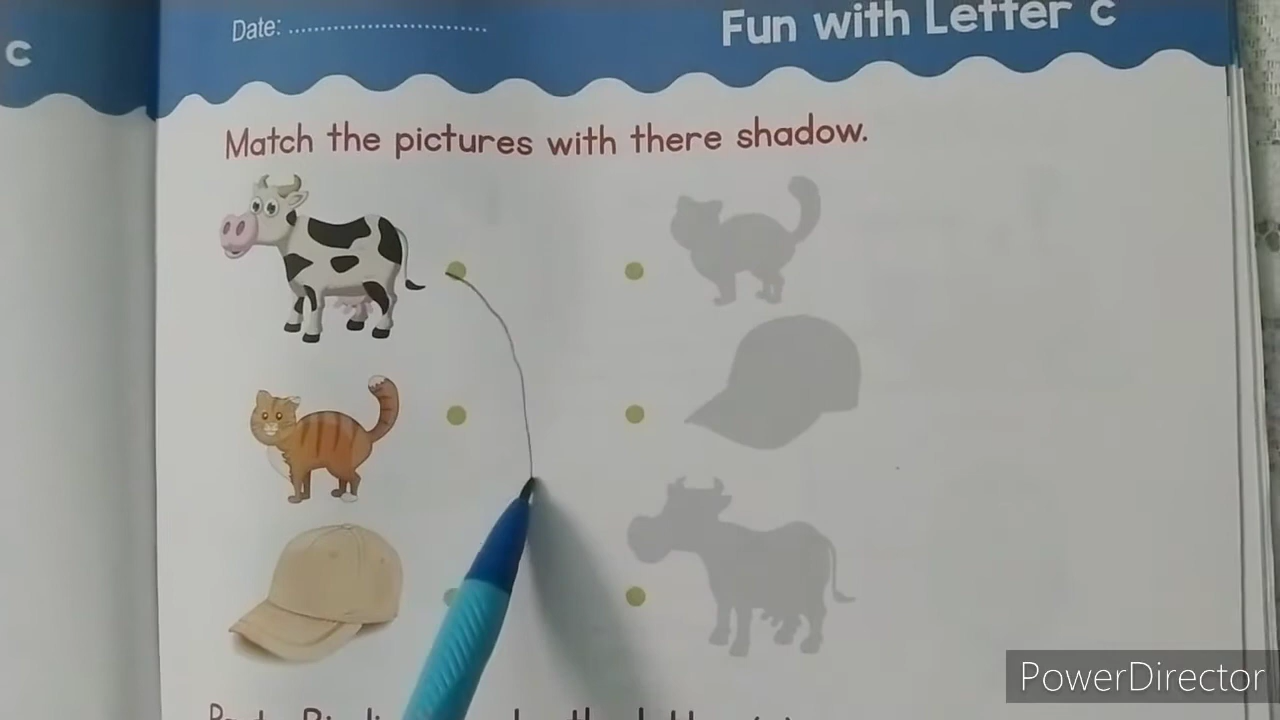 c
Date:
Fun with Letter c
Match the pictures with there shadow.
PowerDirector